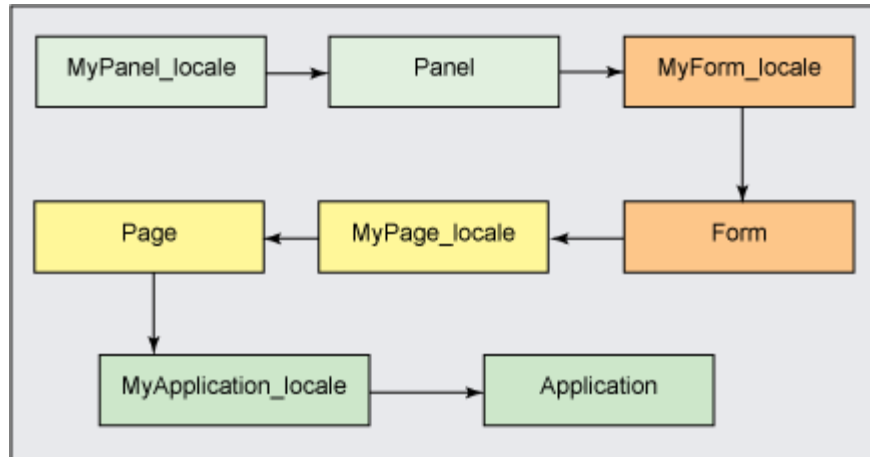 MyPanel_locale
Panel
MyForm_locale
Page
MyPage_locale
Form
MyApplication_locale
Application